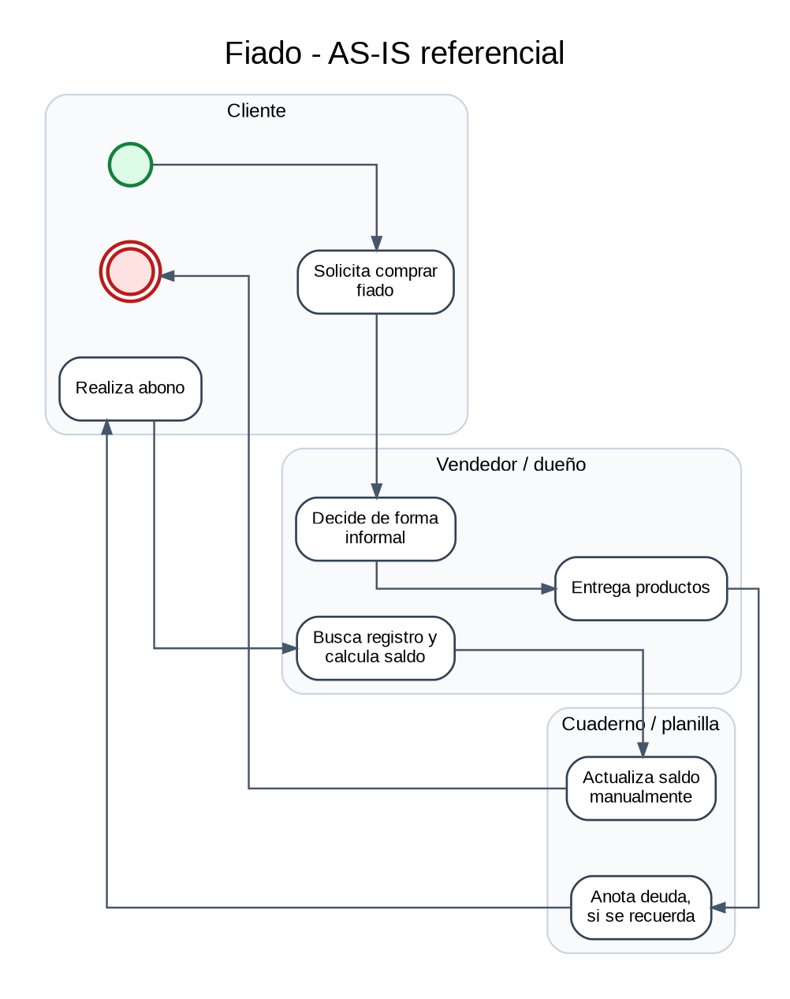 Fiado - AS-IS referencial
Cliente
Solicita comprar
fiado
Realiza abono
Vendedor / dueño
Decide de forma
informal
Entrega productos
Busca registro y
calcula saldo
Cuaderno / planilla
Actualiza saldo
manualmente
Anota deuda,
si se recuerda